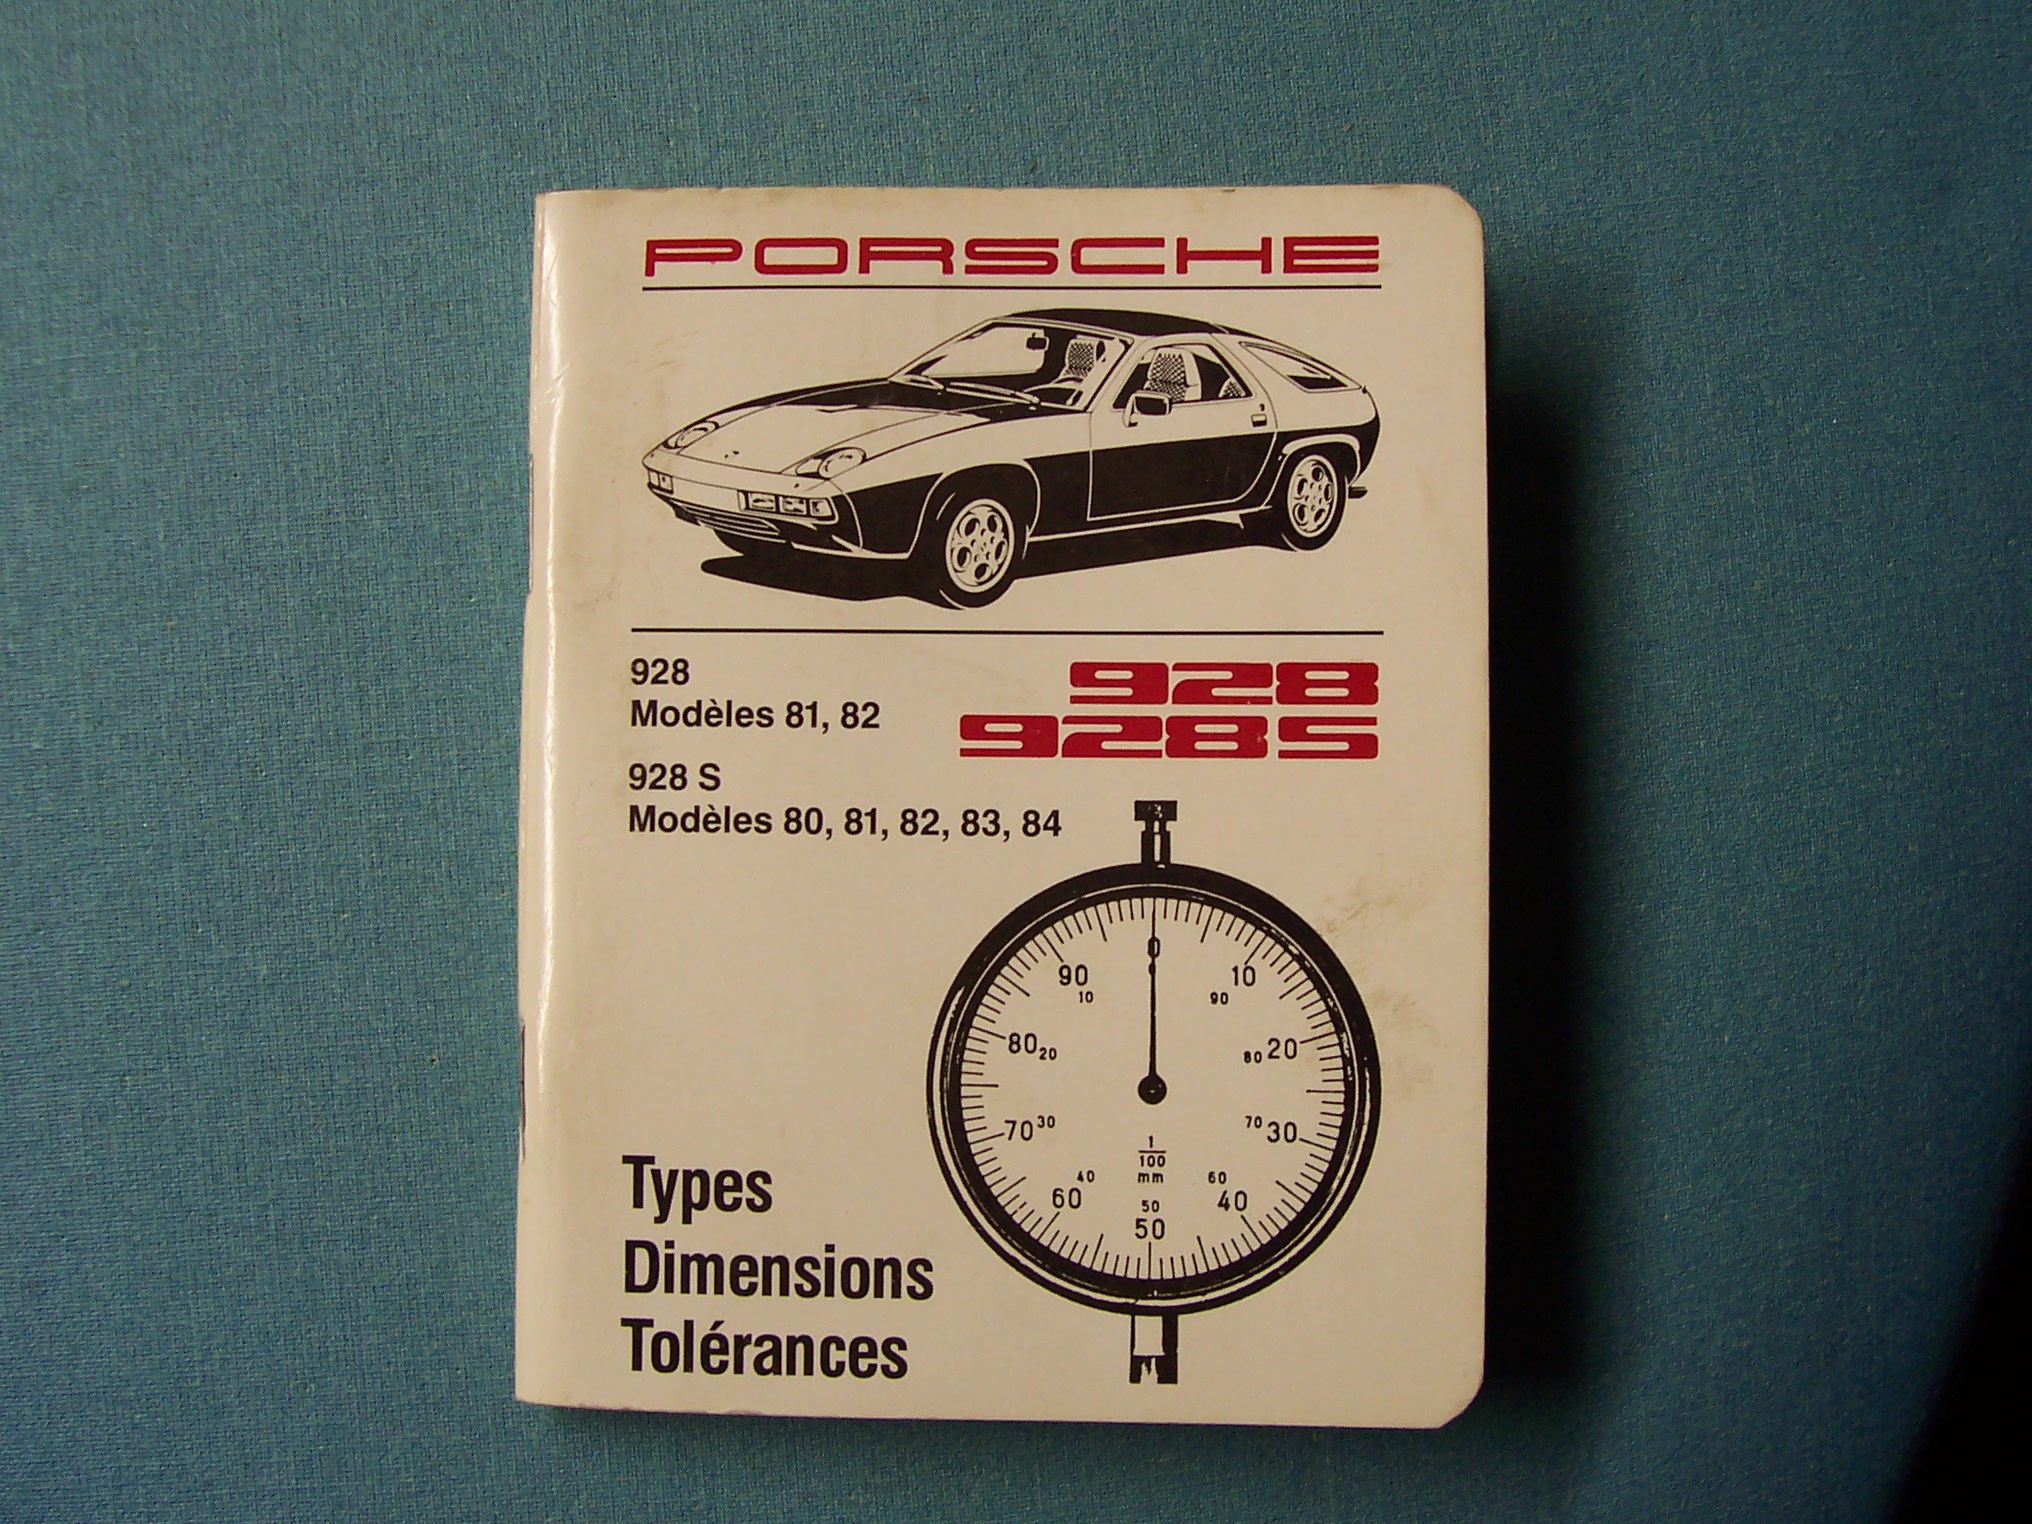 PORSCHE
928
Modèles 81, 82
928 S
Modèles 80, 81, 82, 83, 84
928
928S
0
90 10
10 90
80 20 80 20
70 30 70 30
1
100
mm
40 60
60 40
50
50
Types
Dimensions
Tolérances